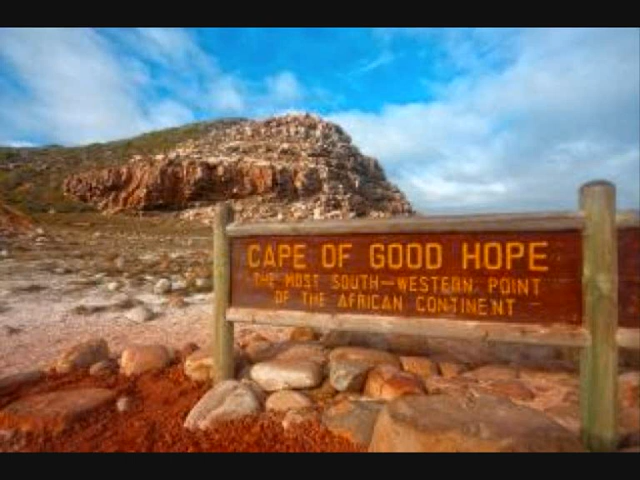 CAPE OF GOOD HOPE
THE MOST SOUTH-WESTERN POINT
OF THE AFRICAN CONTINENT